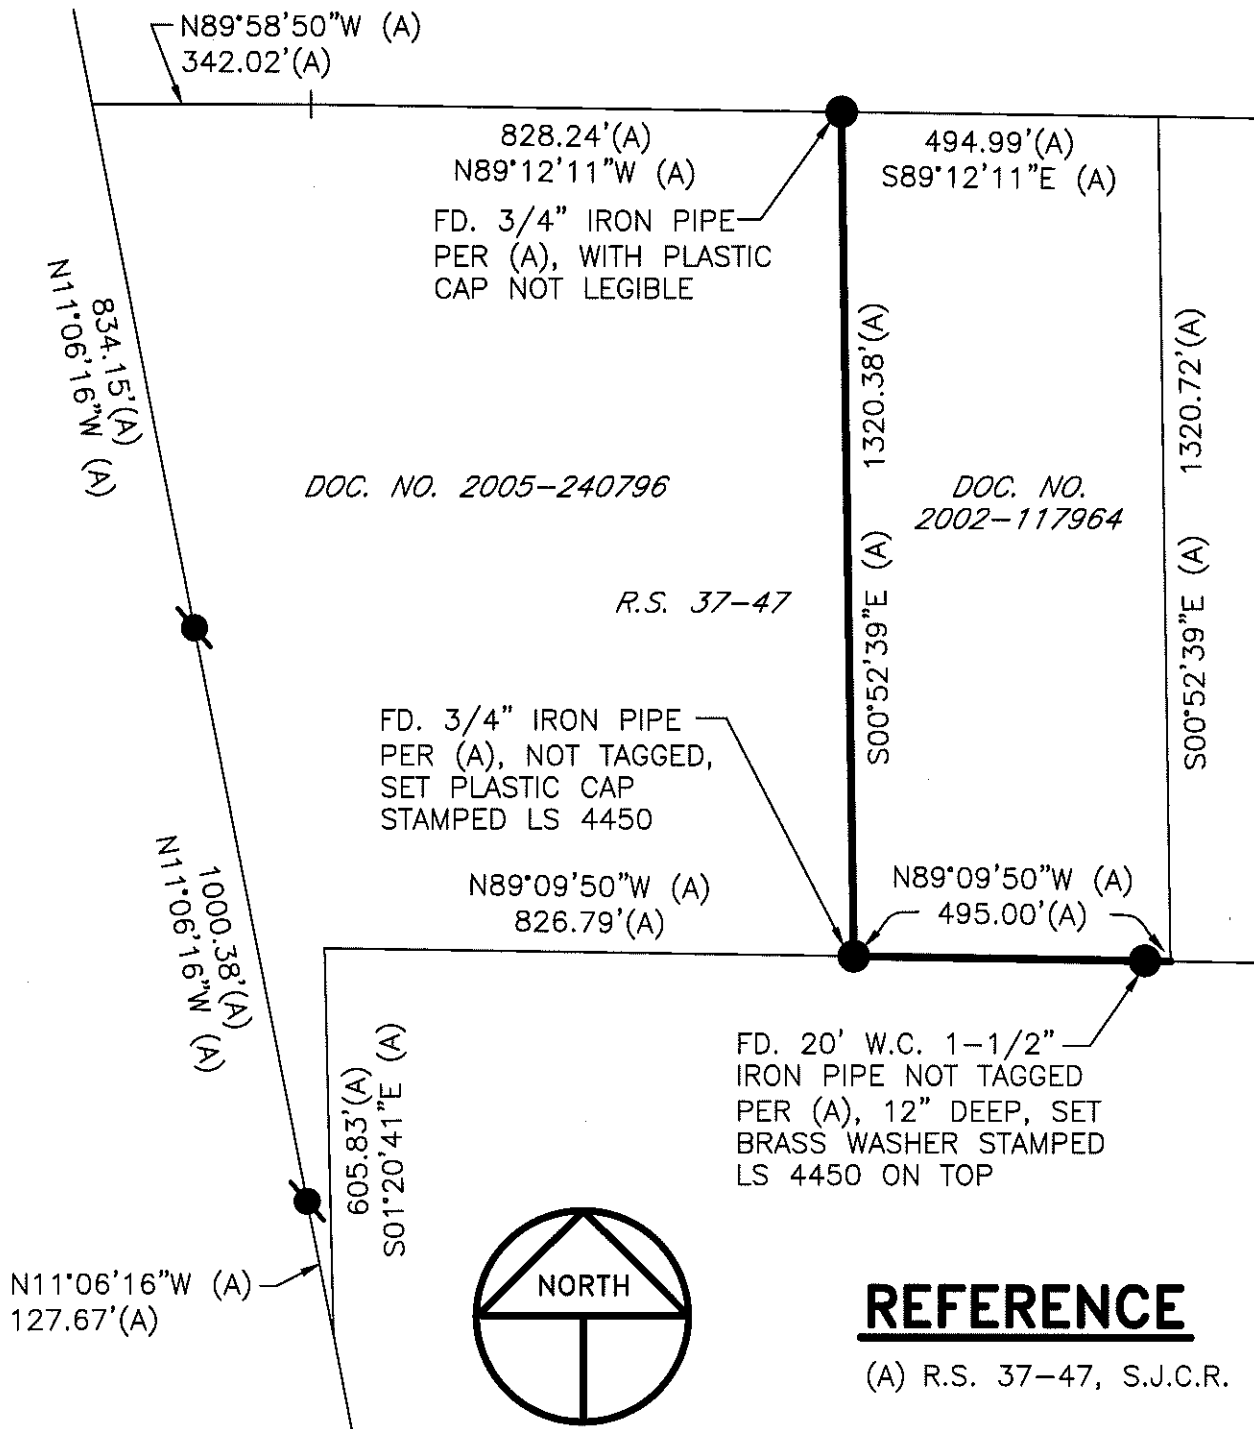 N89°58'50"W (A)
342.02'(A)
828.24'(A)
N89°12'11"W (A)
494.99'(A)
S89°12'11"E (A)
FD. 3/4" IRON PIPE
PER (A), WITH PLASTIC
CAP NOT LEGIBLE
834.15'(A)
N11°06'16"W (A)
1320.38'(A)
S00°52'39"E (A)
1320.72'(A)
S00°52'39"E (A)
DOC. NO. 2005-240796
DOC. NO.
2002-117964
R.S. 37-47
FD. 3/4" IRON PIPE
PER (A), NOT TAGGED,
SET PLASTIC CAP
STAMPED LS 4450
1000.38'(A)
N11°06'16"W (A)
N89°09'50"W (A)
826.79'(A)
N89°09'50"W (A)
495.00'(A)
605.83'(A)
S01°20'41"E (A)
FD. 20' W.C. 1-1/2"
IRON PIPE NOT TAGGED
PER (A), 12" DEEP, SET
BRASS WASHER STAMPED
LS 4450 ON TOP
N11°06'16"W (A)
127.67'(A)
NORTH
REFERENCE
(A) R.S. 37-47, S.J.C.R.